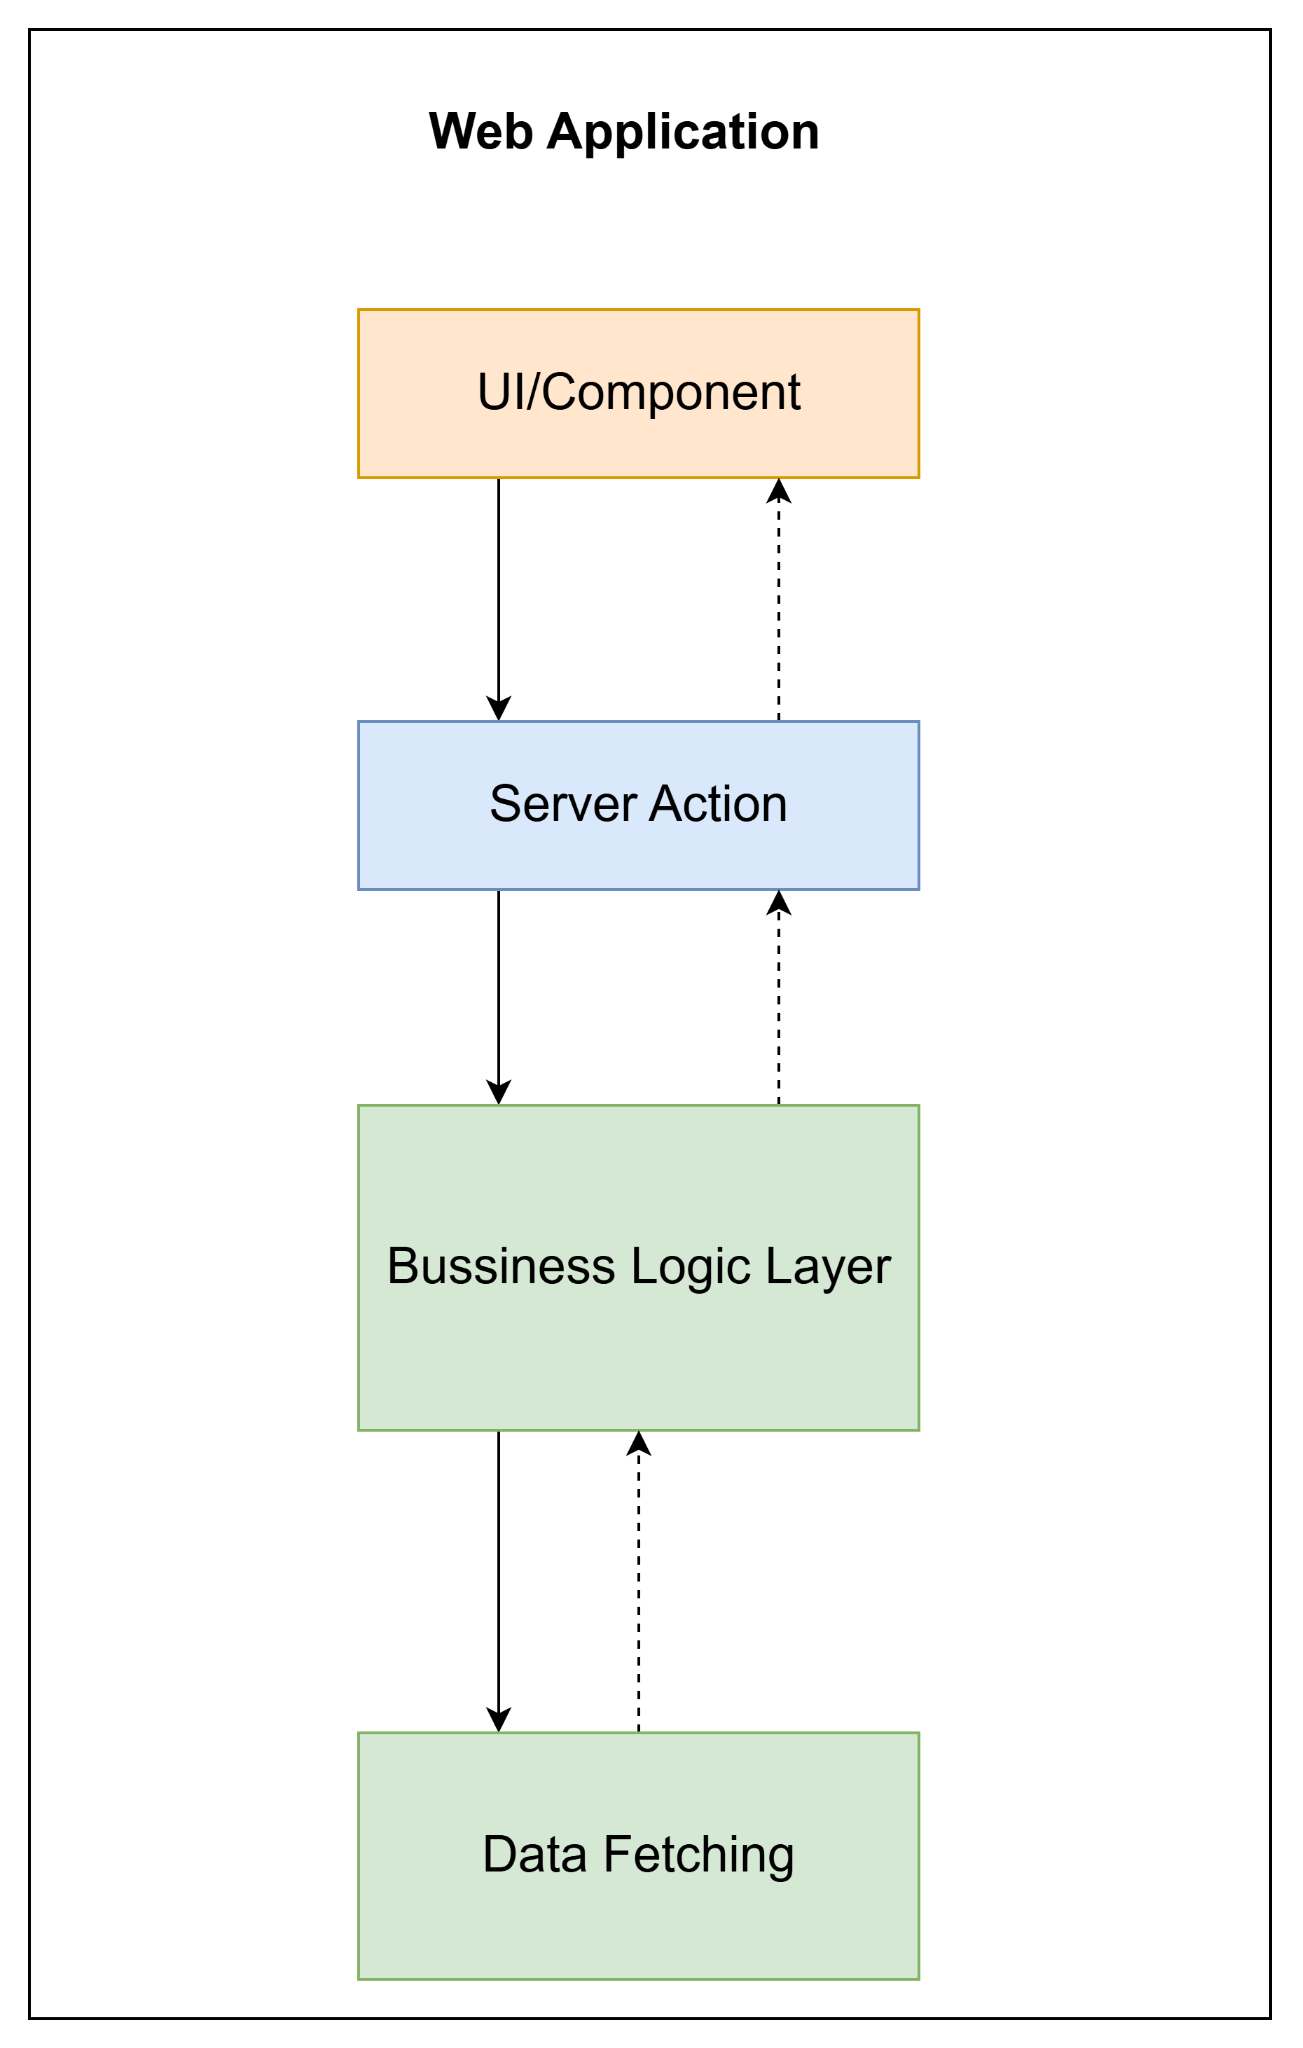 Web Application
UI/Component
Server Action
Bussiness Logic Layer
Data Fetching